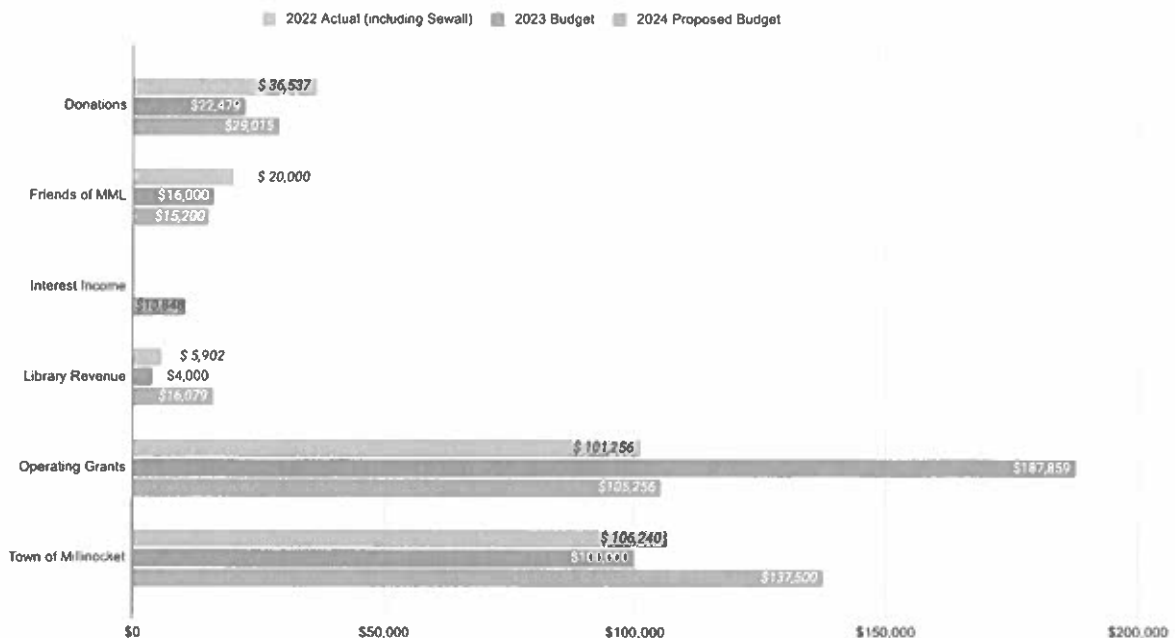 2022 Actual (including Sewall) 2023 Budget 2024 Proposed Budget
Donations
$ 36,537
$22,479
$29,015
Friends of MML
$ 20,000
$16,000
$15,200
Interest Income
$10,848
Library Revenue
$ 5,902
$4,000
$16,079
Operating Grants
$ 101,256
$187,859
$105,256
Town of Millinocket
$ 106,240
$137,500
$0 $50,000 $100,000 $150,000 $200,000